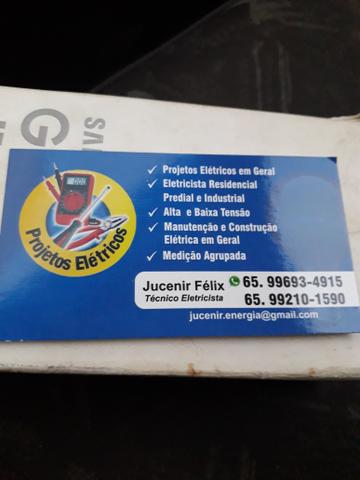 ✓ Projetos Elétricos em Geral
✓ Eletricista Residencial
Predial e Industrial
✓ Alta e Baixa Tensão
✓ Manutenção e Construção
Elétrica em Geral
✓ Medição Agrupada
Projetos Elétricos
Jucenir Félix 65. 99693-4915
Técnico Eletricista 65. 99210-1590
jucenir.energia@gmail.com